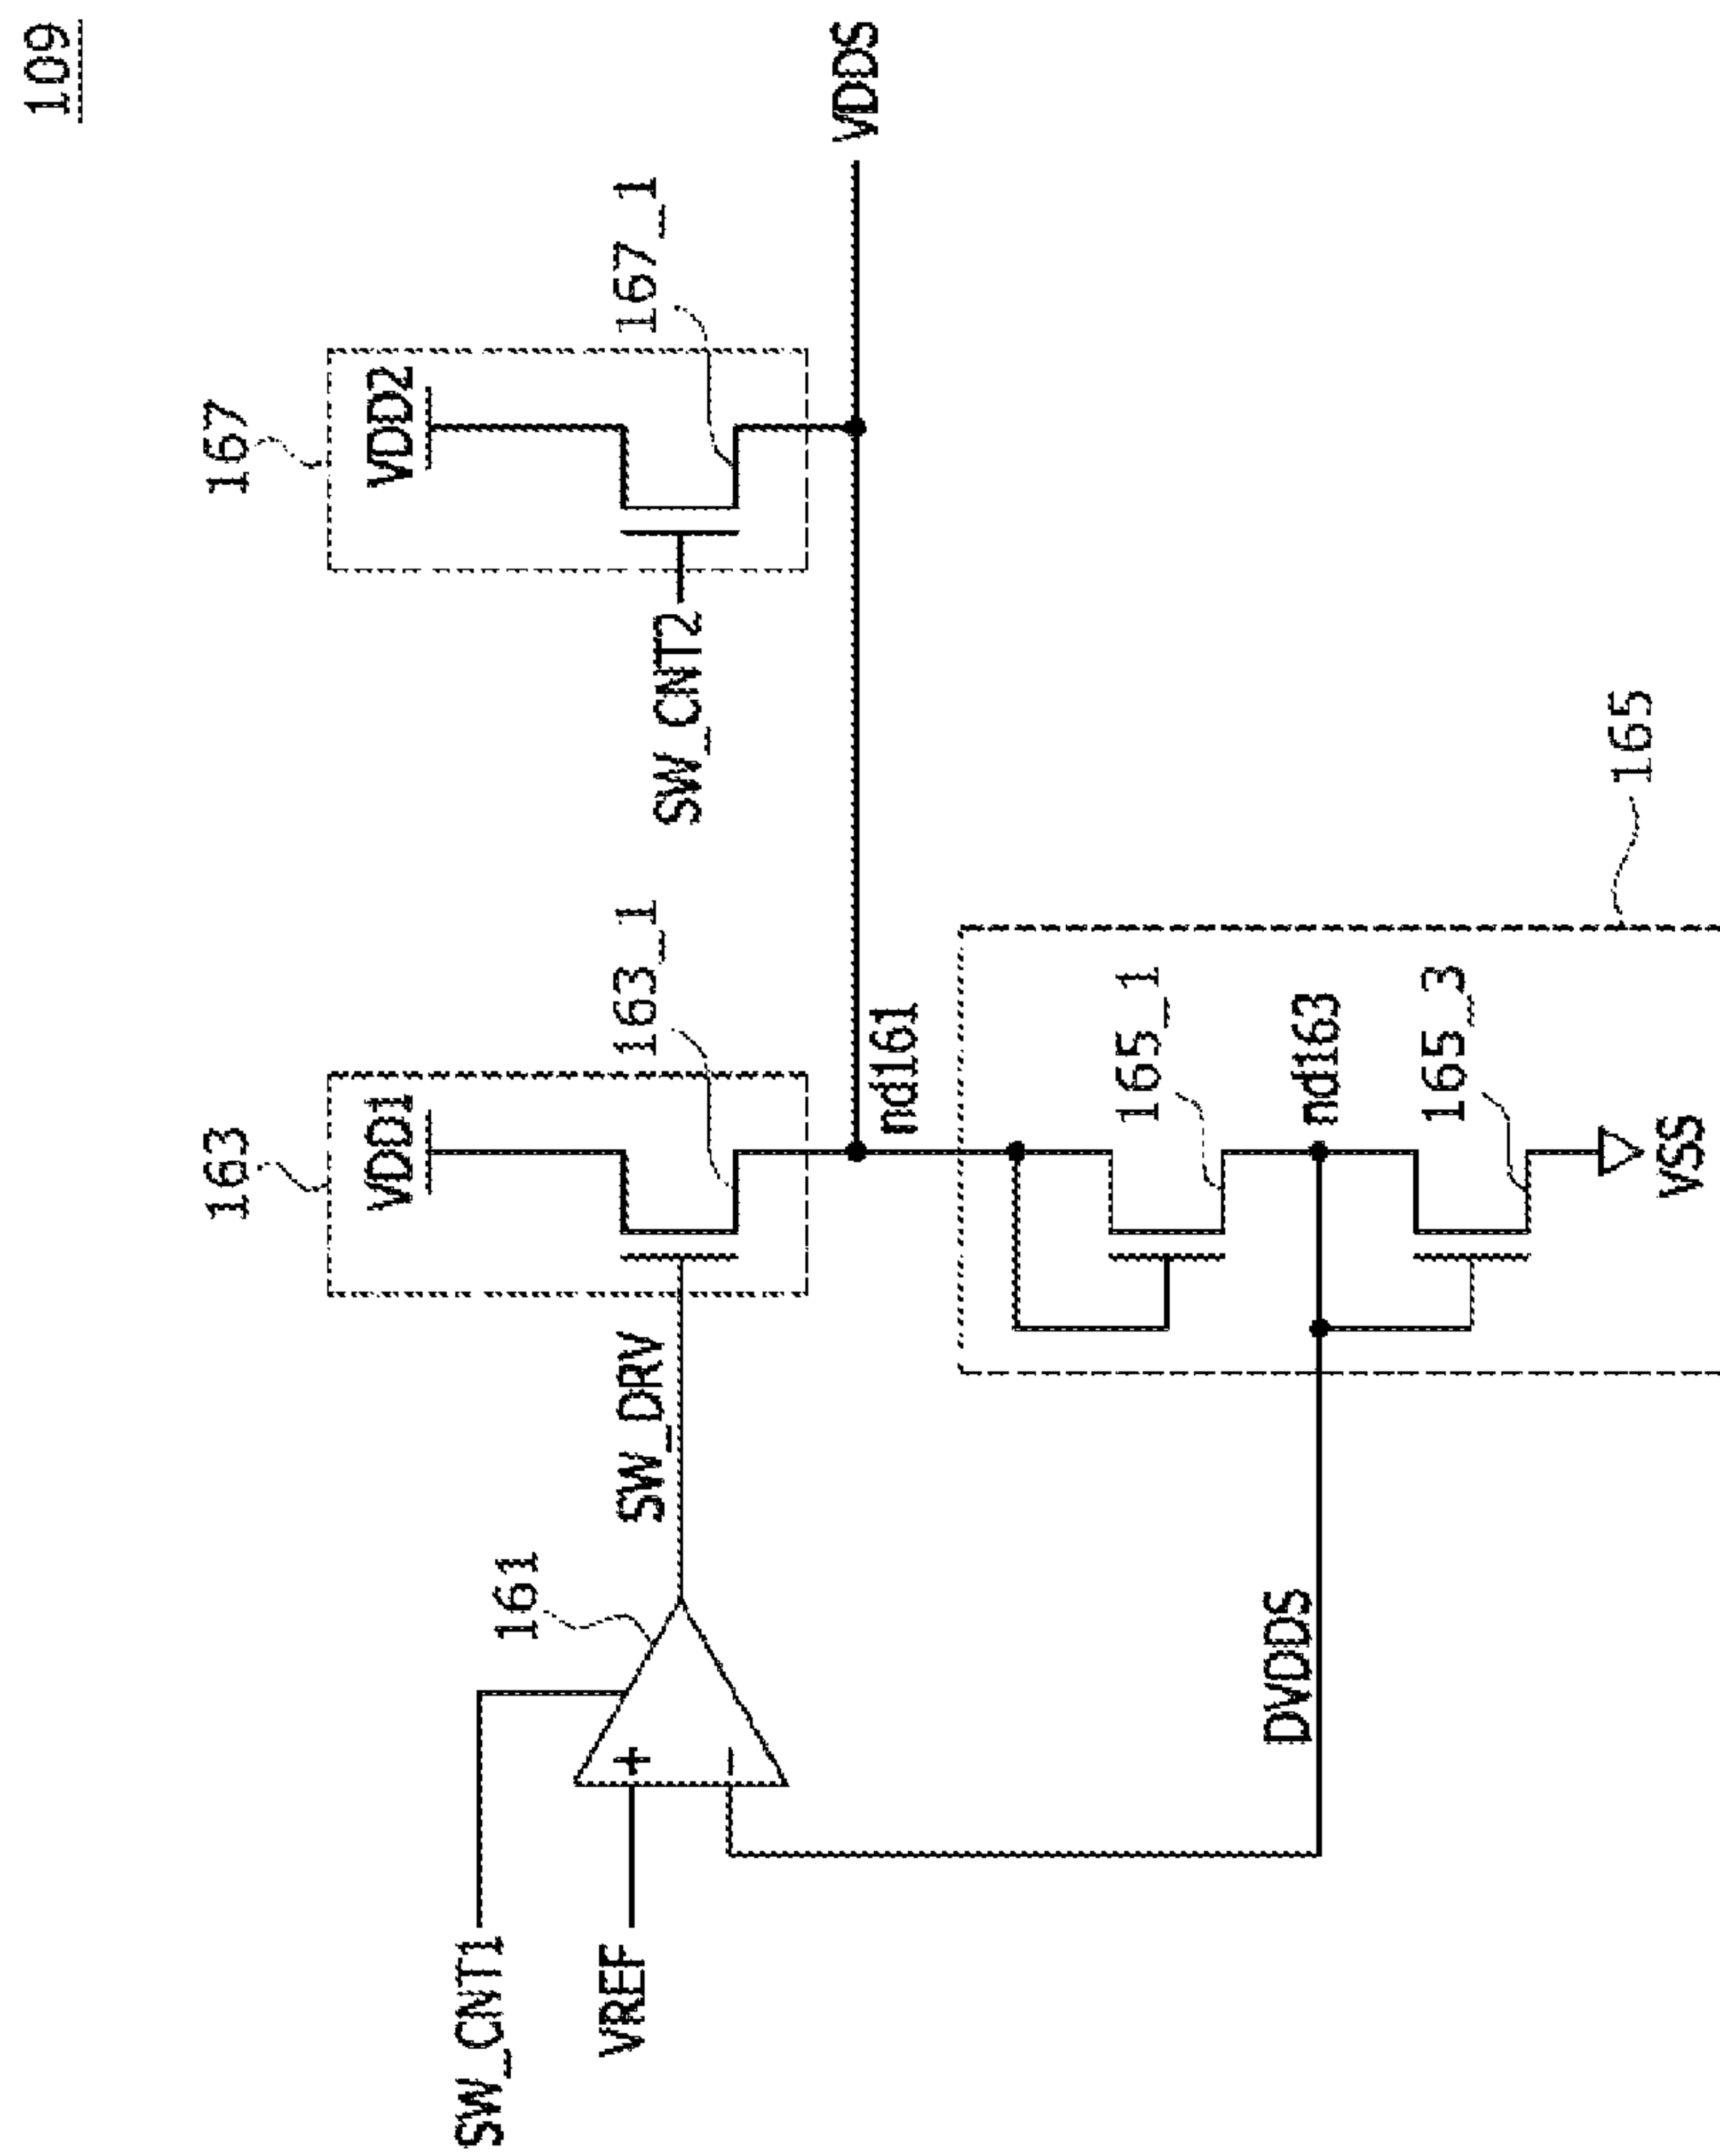 109
163
167
VDD1
VDD2
SW_CNT1
161
SW_DRV
163_1
SW_CNT2
167_1
VREF
+
−
nd161
VDDS
165_1
DVDDS
nd163
165_3
165
VSS